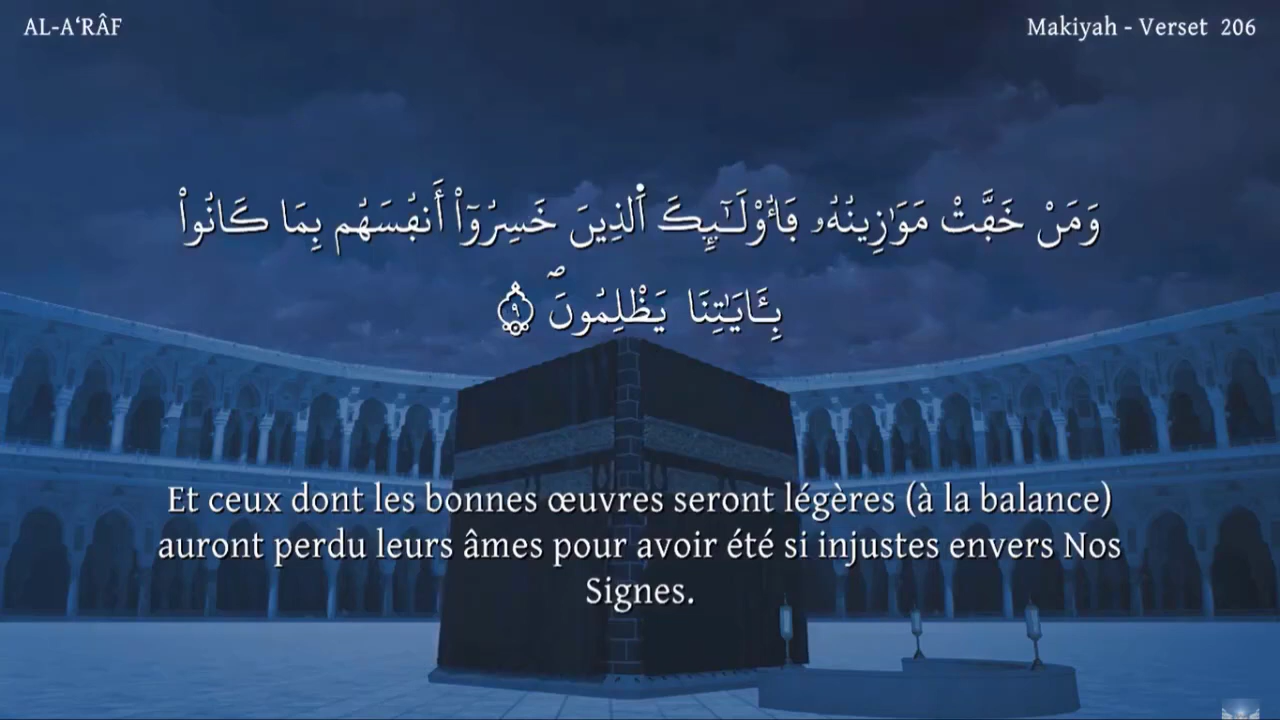 AL-A‘RÂF
Makiyah - Verset 206
وَمَنْ خَفَّتْ مَوَٰزِينُهُۥ فَأُوْلَـٰٓئِكَ اَ۬لذِينَ خَسِرُوٓاْ أَنفُسَهُم بِمَا كَانُواْ
بِـَٔايَـٰتِنَا يَظْلِمُونَۖ ٩
Et ceux dont les bonnes œuvres seront légères (à la balance)
auront perdu leurs âmes pour avoir été si injustes envers Nos
Signes.